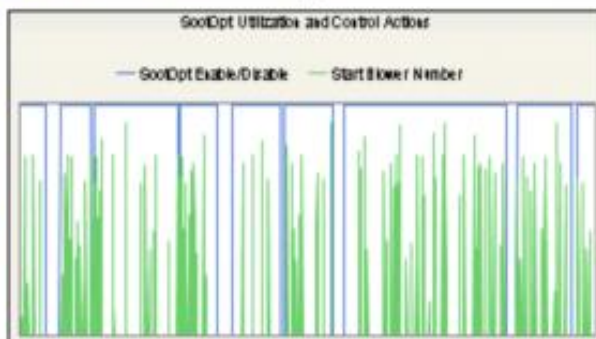 SootOpt Utilization and Control Actions
SootOpt Enable/Disable Start Blower Number